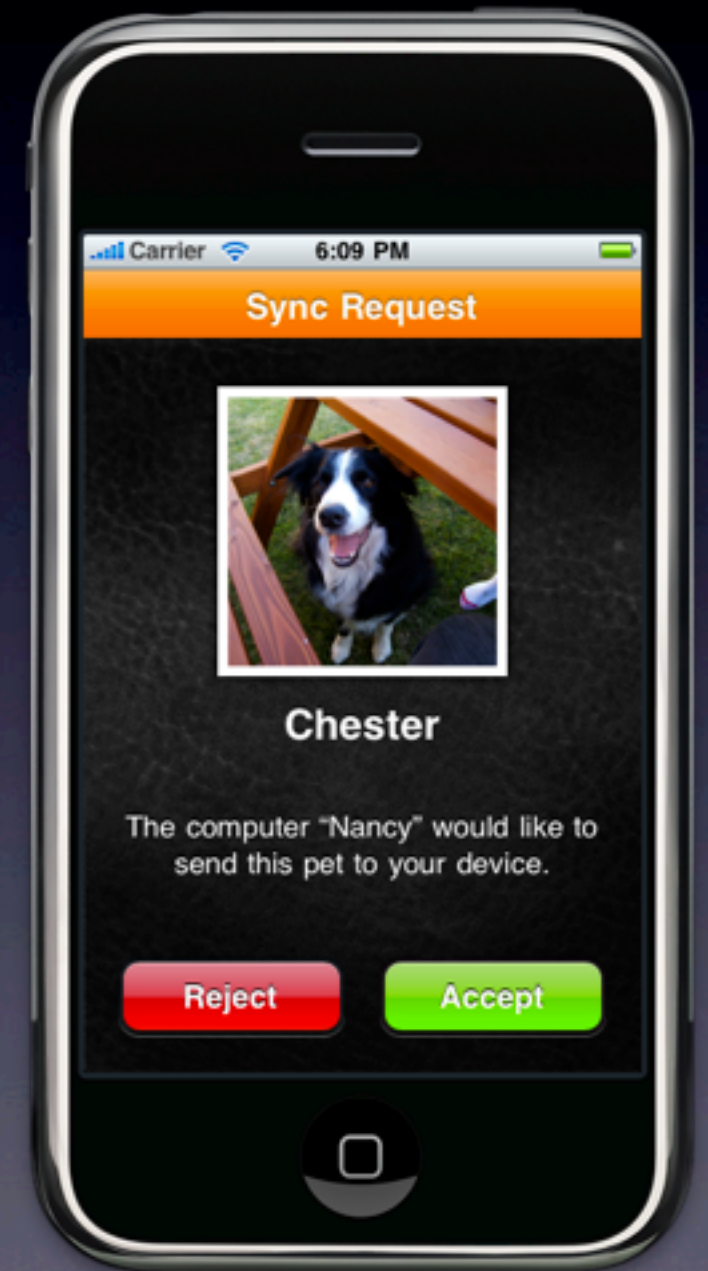 Carrier 6:09 PM
Sync Request
Chester
The computer “Nancy” would like to
send this pet to your device.
Reject Accept